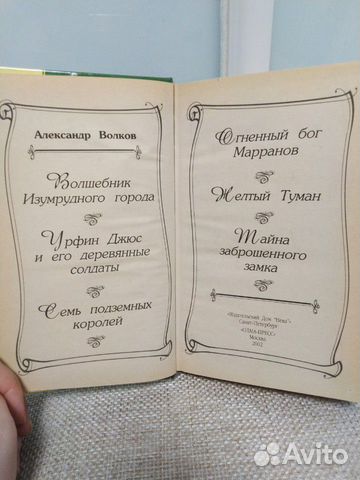 Александр Волков
Волшебник
Изумрудного города
Урфин Джюс
и его деревянные
солдаты
Семь подземных
королей
Огненный бог
Марранов
Желтый Туман
Тайна
заброшенного
замка
«Издательский Дом "Нева"»
Санкт-Петербург
«ОЛМА-ПРЕСС»
Москва
2002
Avito